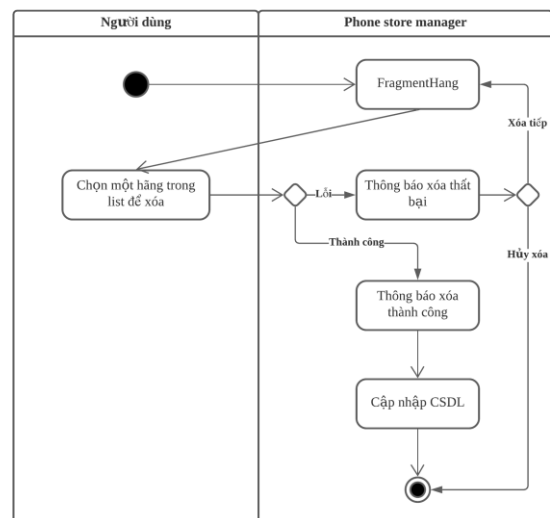 Người dùng
Phone store manager
FragmentHang
Xóa tiếp
Chọn một hãng trong
list để xóa
Lỗi
Thông báo xóa thất
bại
Thành công
Hủy xóa
Thông báo xóa
thành công
Cập nhập CSDL